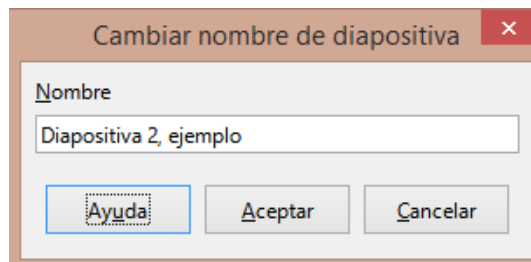 Cambiar nombre de diapositiva
Nombre
Diapositiva 2, ejemplo
Ayuda Aceptar Cancelar